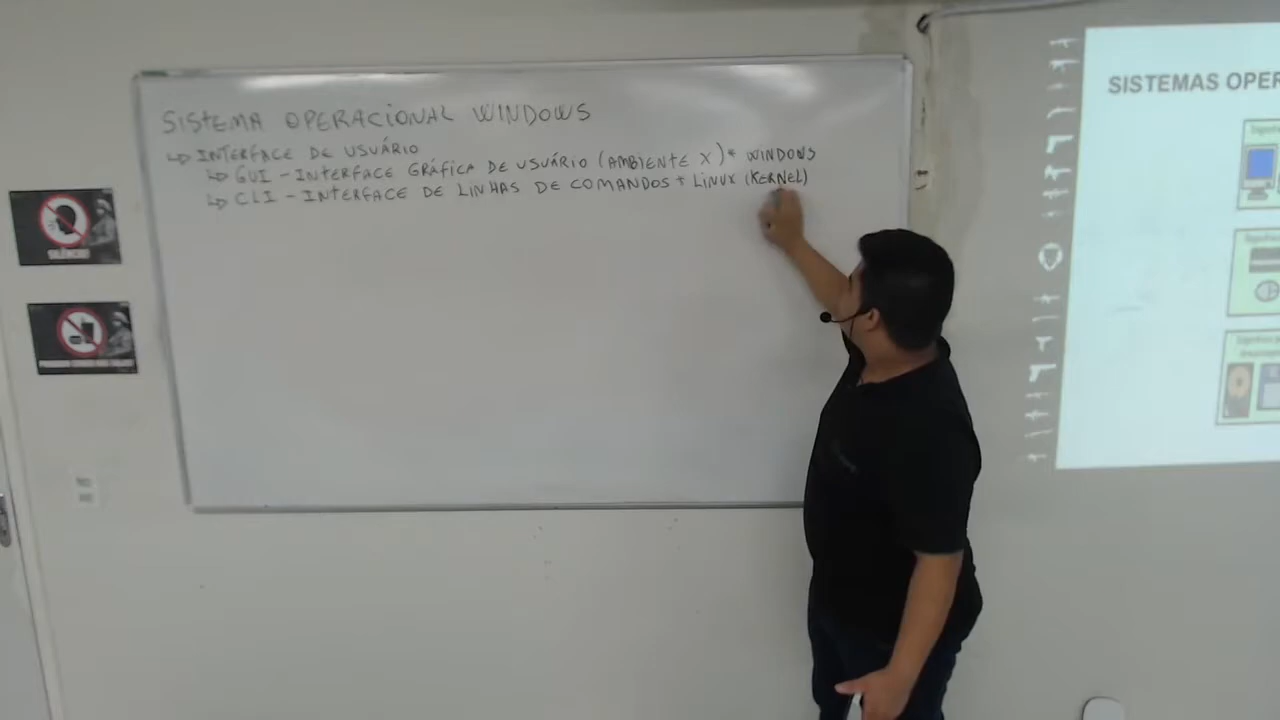 SISTEMA OPERACIONAL WINDOWS
↳ INTERFACE DE USUÁRIO
↳ GUI - INTERFACE GRÁFICA DE USUÁRIO (AMBIENTE X) * WINDOWS
↳ CLI - INTERFACE DE LINHAS DE COMANDOS + LINUX (KERNEL)
SILÊNCIO
SISTEMAS OPER